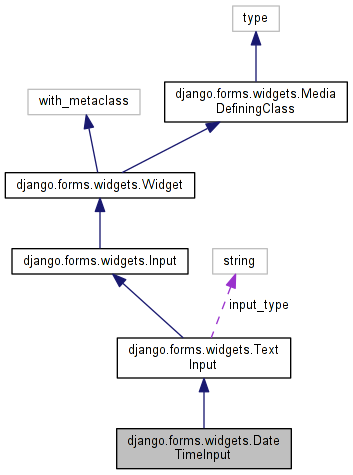 type
django.forms.widgets.Media
DefiningClass
with_metaclass
django.forms.widgets.Widget
django.forms.widgets.Input
string
input_type
django.forms.widgets.Text
Input
django.forms.widgets.Date
TimeInput